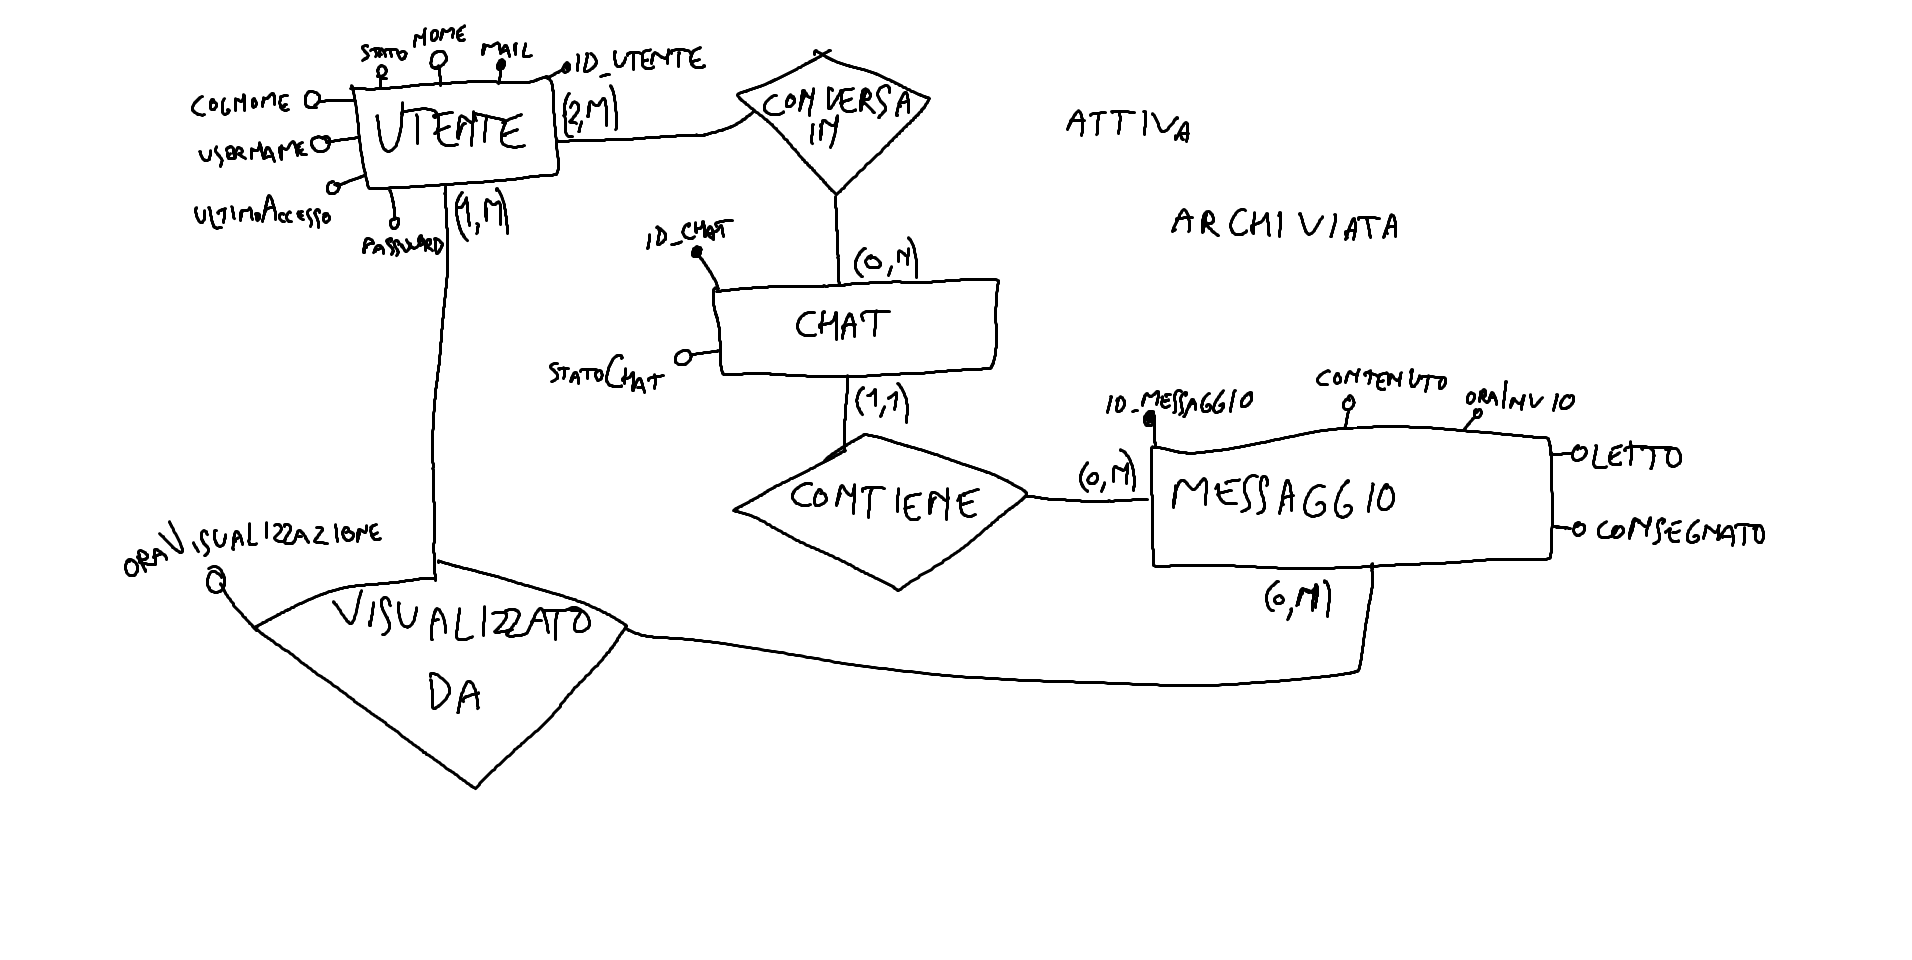 STATO
NOME
MAIL
ID_UTENTE
COGNOME
USERNAME
ULTIMOACCESSO
PASSWORD
UTENTE
(2,N)
(1,N)
CONVERSA
IN
ATTIVA
ARCHIVIATA
ID_CHAT
(0,N)
CHAT
STATOCHAT
(1,1)
CONTIENE
(0,N)
ID_MESSAGGIO
CONTENUTO
ORAINVIO
LETTO
MESSAGGIO
CONSEGNATO
(0,N)
ORAVISUALIZZAZIONE
VISUALIZZATO
DA